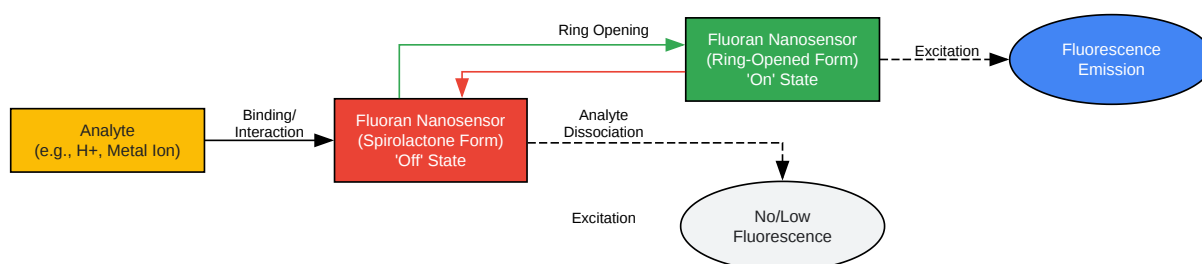 Analyte
(e.g., H+, Metal Ion)
Binding/
Interaction
Fluoran Nanosensor
(Spirolactone Form)
'Off' State
Ring Opening
Fluoran Nanosensor
(Ring-Opened Form)
'On' State
Excitation
Fluorescence
Emission
Analyte
Dissociation
Excitation
No/Low
Fluorescence